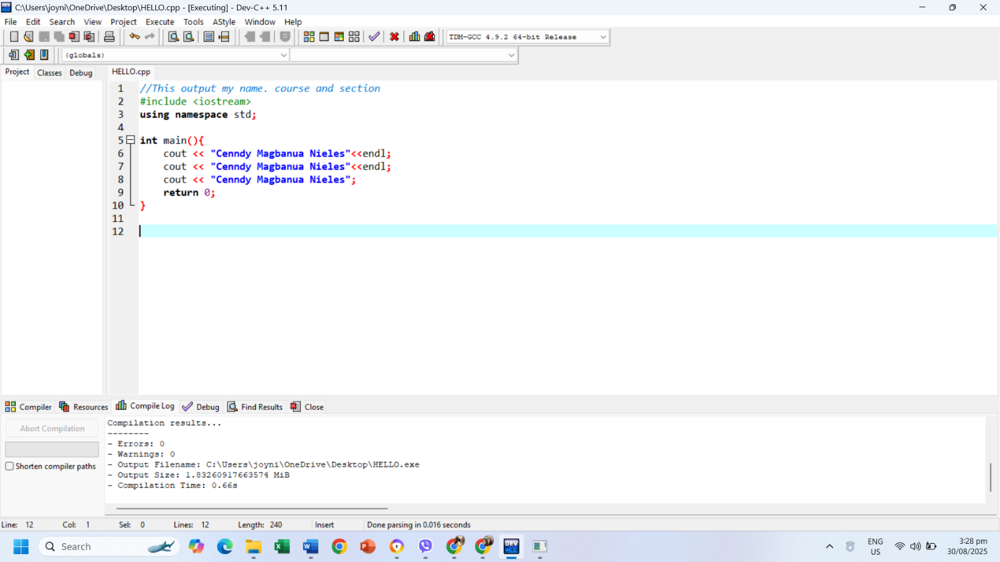 C:\Users\joyni\OneDrive\Desktop\HELLO.cpp - [Executing] - Dev-C++ 5.11
File Edit Search View Project Execute Tools AStyle Window Help
TDM-GCC 4.9.2 64-bit Release
(globals)
Project Classes Debug HELLO.cpp
1 //This output my name. course and section
2 #include <iostream>
3 using namespace std;
4
5 int main(){
6 cout << "Cenndy Magbanua Nieles"<<endl;
7 cout << "Cenndy Magbanua Nieles"<<endl;
8 cout << "Cenndy Magbanua Nieles";
9 return 0;
10 }
11
12
Compiler Resources Compile Log Debug Find Results Close
Abort Compilation
Shorten compiler paths
Compilation results...
--------
- Errors: 0
- Warnings: 0
- Output Filename: C:\Users\joyni\OneDrive\Desktop\HELLO.exe
- Output Size: 1.83260917663574 MiB
- Compilation Time: 0.66s
Line: 12 Col: 1 Sel: 0 Lines: 12 Length: 240 Insert Done parsing in 0.016 seconds
Search
DEV
ENG
US
3:28 pm
30/08/2025